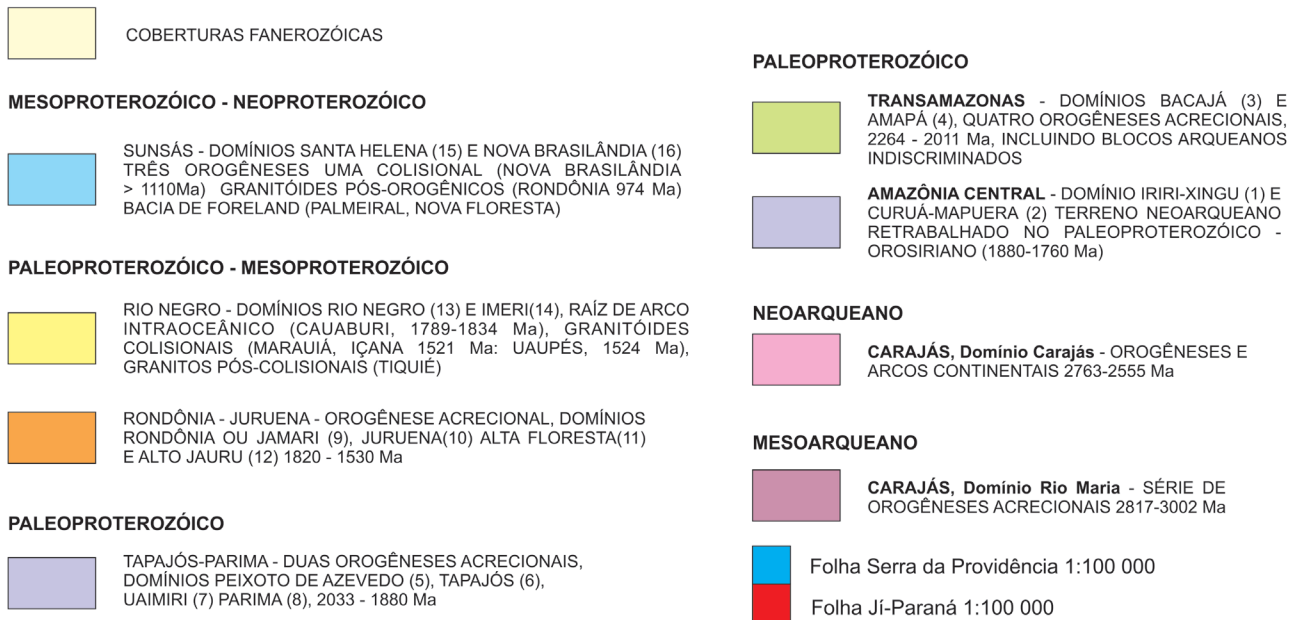 COBERTURAS FANEROZÓICAS
MESOPROTEROZÓICO - NEOPROTEROZÓICO
SUNSÁS - DOMÍNIOS SANTA HELENA (15) E NOVA BRASILÂNDIA (16)
TRÊS OROGÊNESES UMA COLISIONAL (NOVA BRASILÂNDIA
> 1110Ma) GRANITÓIDES PÓS-OROGÊNICOS (RONDÔNIA 974 Ma)
BACIA DE FORELAND (PALMEIRAL, NOVA FLORESTA)
PALEOPROTEROZÓICO - MESOPROTEROZÓICO
RIO NEGRO - DOMÍNIOS RIO NEGRO (13) E IMERI(14), RAÍZ DE ARCO
INTRAOCEÂNICO (CAUABURI, 1789-1834 Ma), GRANITÓIDES
COLISIONAIS (MARAUIÁ, IÇANA 1521 Ma: UAUPÉS, 1524 Ma),
GRANITOS PÓS-COLISIONAIS (TIQUIÉ)
RONDÔNIA - JURUENA - OROGÊNESE ACRECIONAL, DOMÍNIOS
RONDÔNIA OU JAMARI (9), JURUENA(10) ALTA FLORESTA(11)
E ALTO JAURU (12) 1820 - 1530 Ma
PALEOPROTEROZÓICO
TAPAJÓS-PARIMA - DUAS OROGÊNESES ACRECIONAIS,
DOMÍNIOS PEIXOTO DE AZEVEDO (5), TAPAJÓS (6),
UAIMIRI (7) PARIMA (8), 2033 - 1880 Ma
PALEOPROTEROZÓICO
TRANSAMAZONAS - DOMÍNIOS BACAJÁ (3) E
AMAPÁ (4), QUATRO OROGÊNESES ACRECIONAIS,
2264 - 2011 Ma, INCLUINDO BLOCOS ARQUEANOS
INDISCRIMINADOS
AMAZÔNIA CENTRAL - DOMÍNIO IRIRI-XINGU (1) E
CURUÁ-MAPUERA (2) TERRENO NEOARQUEANO
RETRABALHADO NO PALEOPROTEROZÓICO -
OROSIRIANO (1880-1760 Ma)
NEOARQUEANO
CARAJÁS, Domínio Carajás - OROGÊNESES E
ARCOS CONTINENTAIS 2763-2555 Ma
MESOARQUEANO
CARAJÁS, Domínio Rio Maria - SÉRIE DE
OROGÊNESES ACRECIONAIS 2817-3002 Ma
Folha Serra da Providência 1:100 000
Folha Jí-Paraná 1:100 000